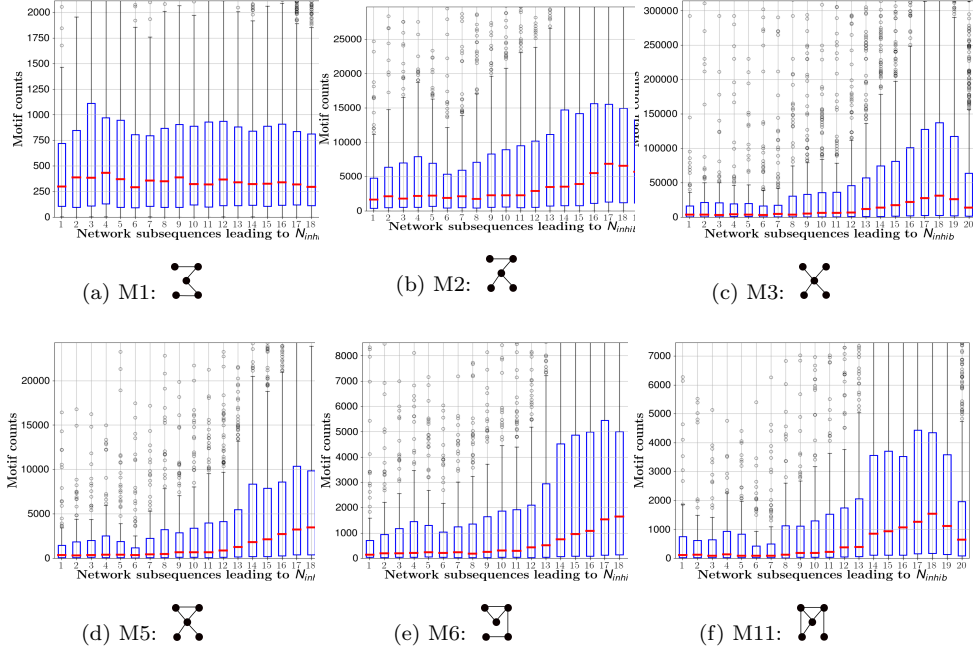 Motif counts
2000
1750
1500
1250
1000
750
500
250
0
1 2 3 4 5 6 7 8 9 10 11 12 13 14 15 16 17 18
Network subsequences leading to N_inhi
(a) M1:
Motif counts
25000
20000
15000
10000
5000
0
1 2 3 4 5 6 7 8 9 10 11 12 13 14 15 16 17 18
Network subsequences leading to N_inhib
(b) M2:
Motif counts
300000
250000
200000
150000
100000
50000
0
1 2 3 4 5 6 7 8 9 10 11 12 13 14 15 16 17 18 19 20
Network subsequences leading to N_inhib
(c) M3:
Motif counts
20000
15000
10000
5000
0
1 2 3 4 5 6 7 8 9 10 11 12 13 14 15 16 17 18
Network subsequences leading to N_inl
(d) M5:
Motif counts
8000
7000
6000
5000
4000
3000
2000
1000
0
1 2 3 4 5 6 7 8 9 10 11 12 13 14 15 16 17 18
Network subsequences leading to N_inhi
(e) M6:
Motif counts
7000
6000
5000
4000
3000
2000
1000
0
1 2 3 4 5 6 7 8 9 10 11 12 13 14 15 16 17 18 19 20
Network subsequences leading to N_inhib
(f) M11: